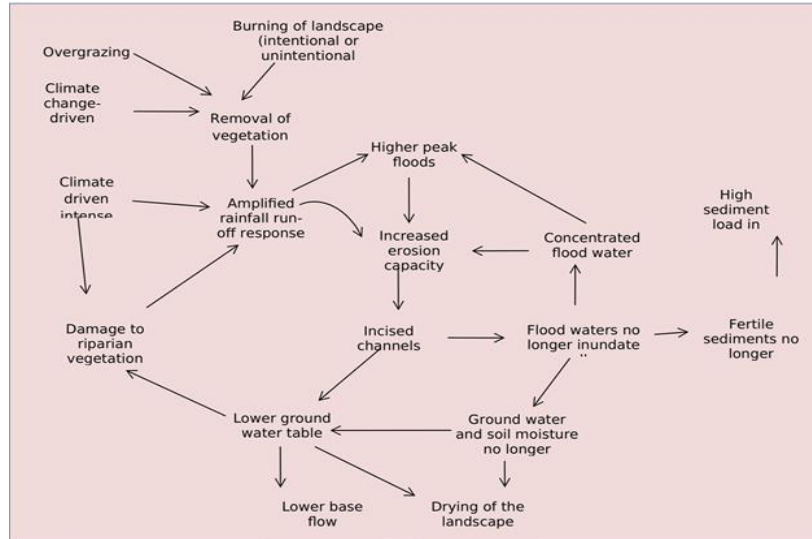 Burning of landscape
(intentional or
unintentional
Overgrazing
Climate
change-
driven
Removal of
vegetation
Higher peak
floods
Climate
driven
intense
Amplified
rainfall run-
off response
High
sediment
load in
Increased
erosion
capacity
Concentrated
flood water
Damage to
riparian
vegetation
Incised
channels
Flood waters no
longer inundate
Fertile
sediments no
longer
Lower ground
water table
Ground water
and soil moisture
no longer
Lower base
flow
Drying of the
landscape